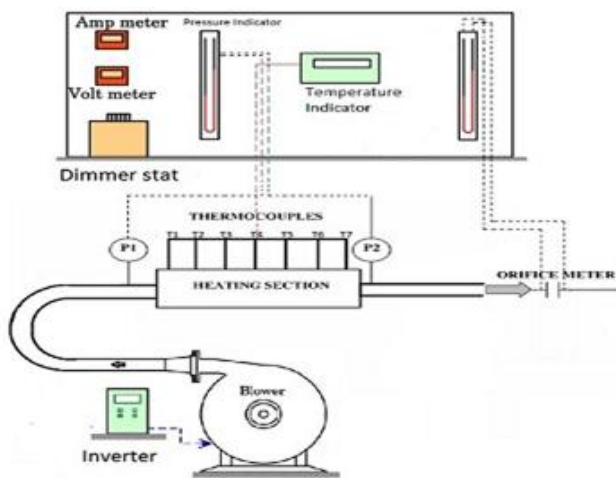 Amp meter
Pressure Indicator
Volt meter
Temperature
Indicator
Dimmer stat
THERMOCOUPLES
T1 T2 T3 T4 T5 T6 T7
P1
P2
HEATING SECTION
ORIFICE METER
Blower
Inverter